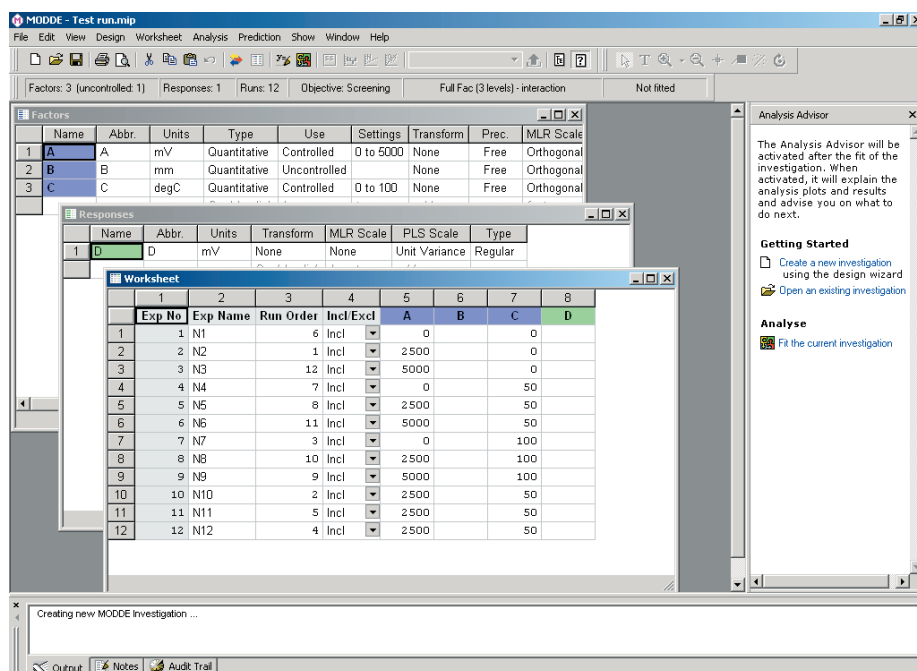 MODDE - Test run.mip
File Edit View Design Worksheet Analysis Prediction Show Window Help
Factors: 3 (uncontrolled: 1) Responses: 1 Runs: 12 Objective: Screening Full Fac (3 levels) - interaction Not fitted
Factors
Name Abbr. Units Type Use Settings Transform Prec. MLR Scale
1 A A mV Quantitative Controlled 0 to 5000 None Free Orthogonal
2 B B mm Quantitative Uncontrolled None Free Orthogonal
3 C C degC Quantitative Controlled 0 to 100 None Free Orthogonal
Responses
Name Abbr. Units Transform MLR Scale PLS Scale Type
1 D D mV None None Unit Variance Regular
Worksheet
1 2 3 4 5 6 7 8
Exp No Exp Name Run Order Incl/Excl A B C D
1 1 N1 6 Incl 0 0
2 2 N2 1 Incl 2500 0
3 3 N3 12 Incl 5000 0
4 4 N4 7 Incl 0 50
5 5 N5 8 Incl 2500 50
6 6 N6 11 Incl 5000 50
7 7 N7 3 Incl 0 100
8 8 N8 10 Incl 2500 100
9 9 N9 9 Incl 5000 100
10 10 N10 2 Incl 2500 50
11 11 N11 5 Incl 2500 50
12 12 N12 4 Incl 2500 50
Analysis Advisor
The Analysis Advisor will be
activated after the fit of the
investigation. When
activated, it will explain the
analysis plots and results
and advise you on what to
do next.
Getting Started
Create a new investigation
using the design wizard
Open an existing investigation
Analyse
Fit the current investigation
Creating new MODDE Investigation ...
Output Notes Audit Trail